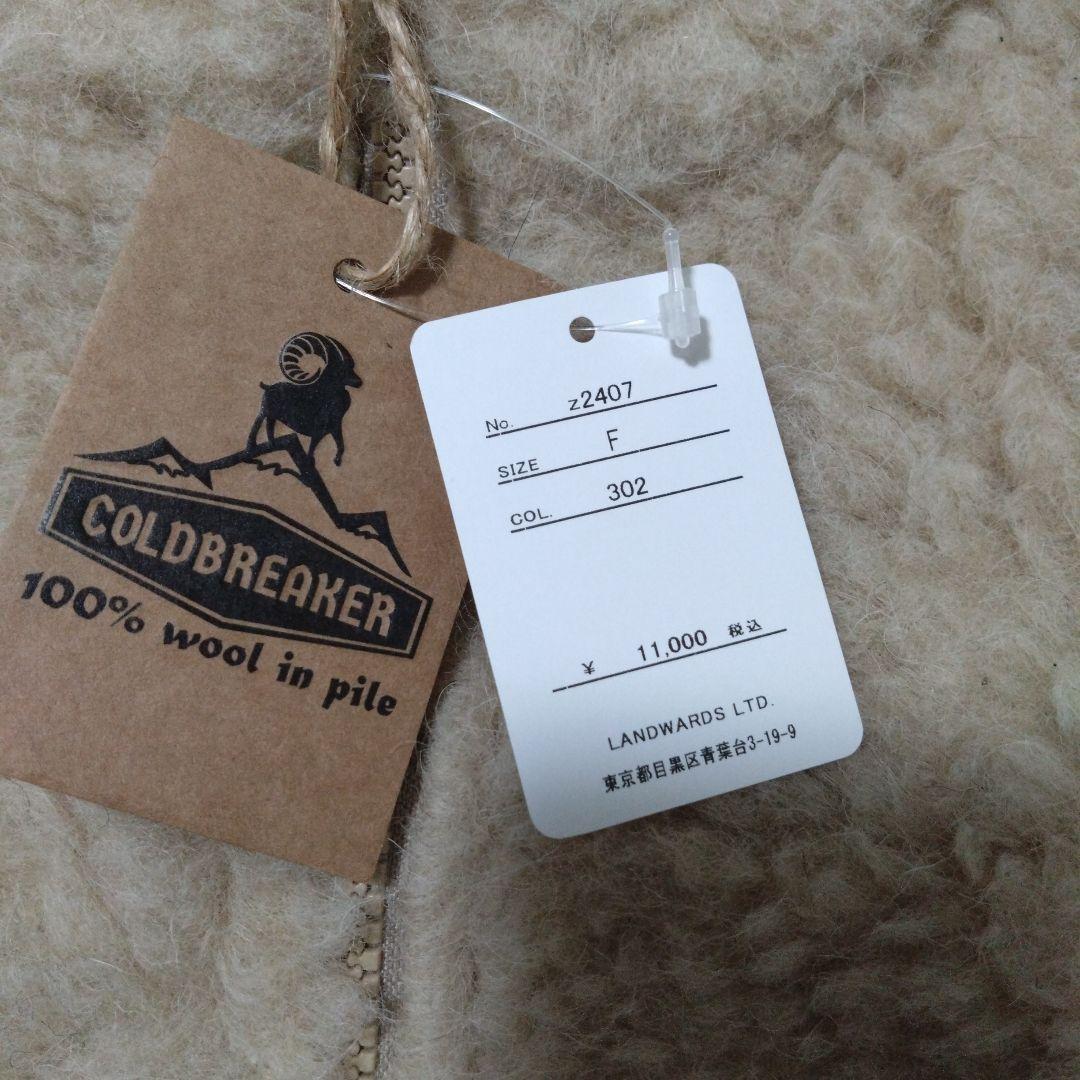 COLDBREAKER
100% wool in pile
No. z2407
SIZE F
COL. 302
¥ 11,000 税込
LANDWARDS LTD.
東京都目黒区青葉台3-19-9